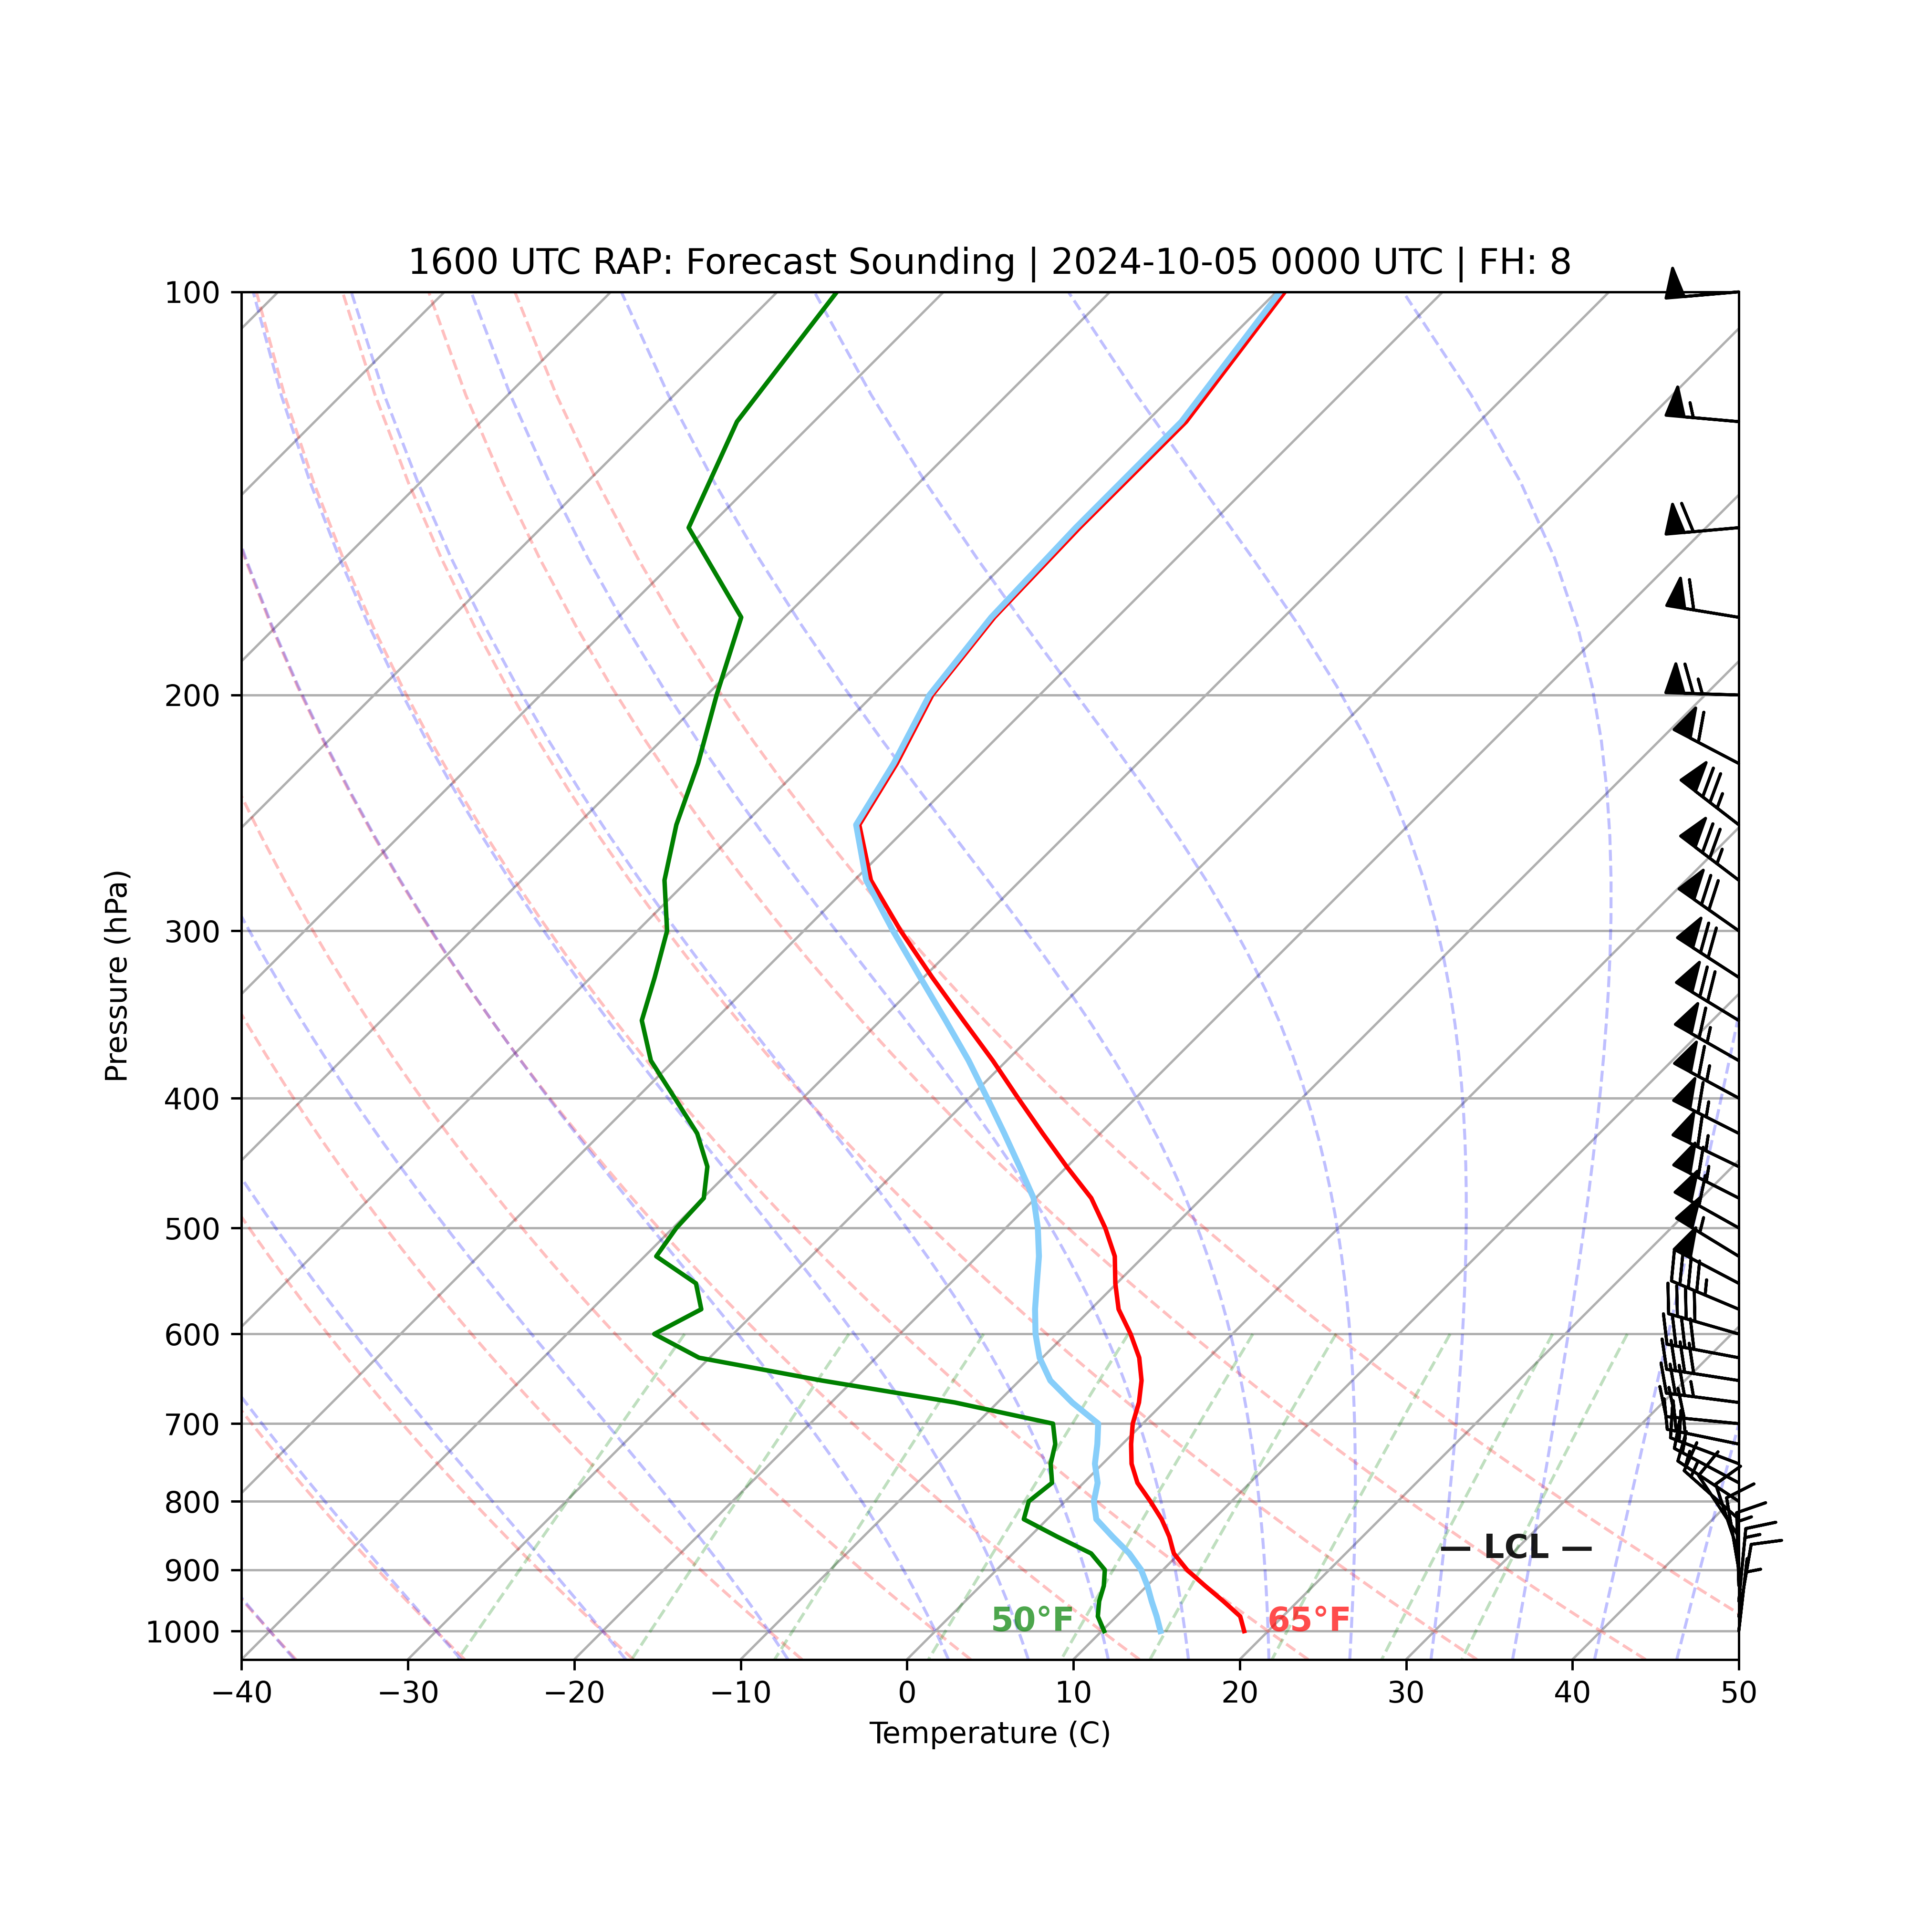 1600 UTC RAP: Forecast Sounding | 2024-10-05 0000 UTC | FH: 8
100
200
300
400
500
600
700
800
900
1000
Pressure (hPa)
— LCL —
50°F
65°F
−40 −30 −20 −10 0 10 20 30 40 50
Temperature (C)